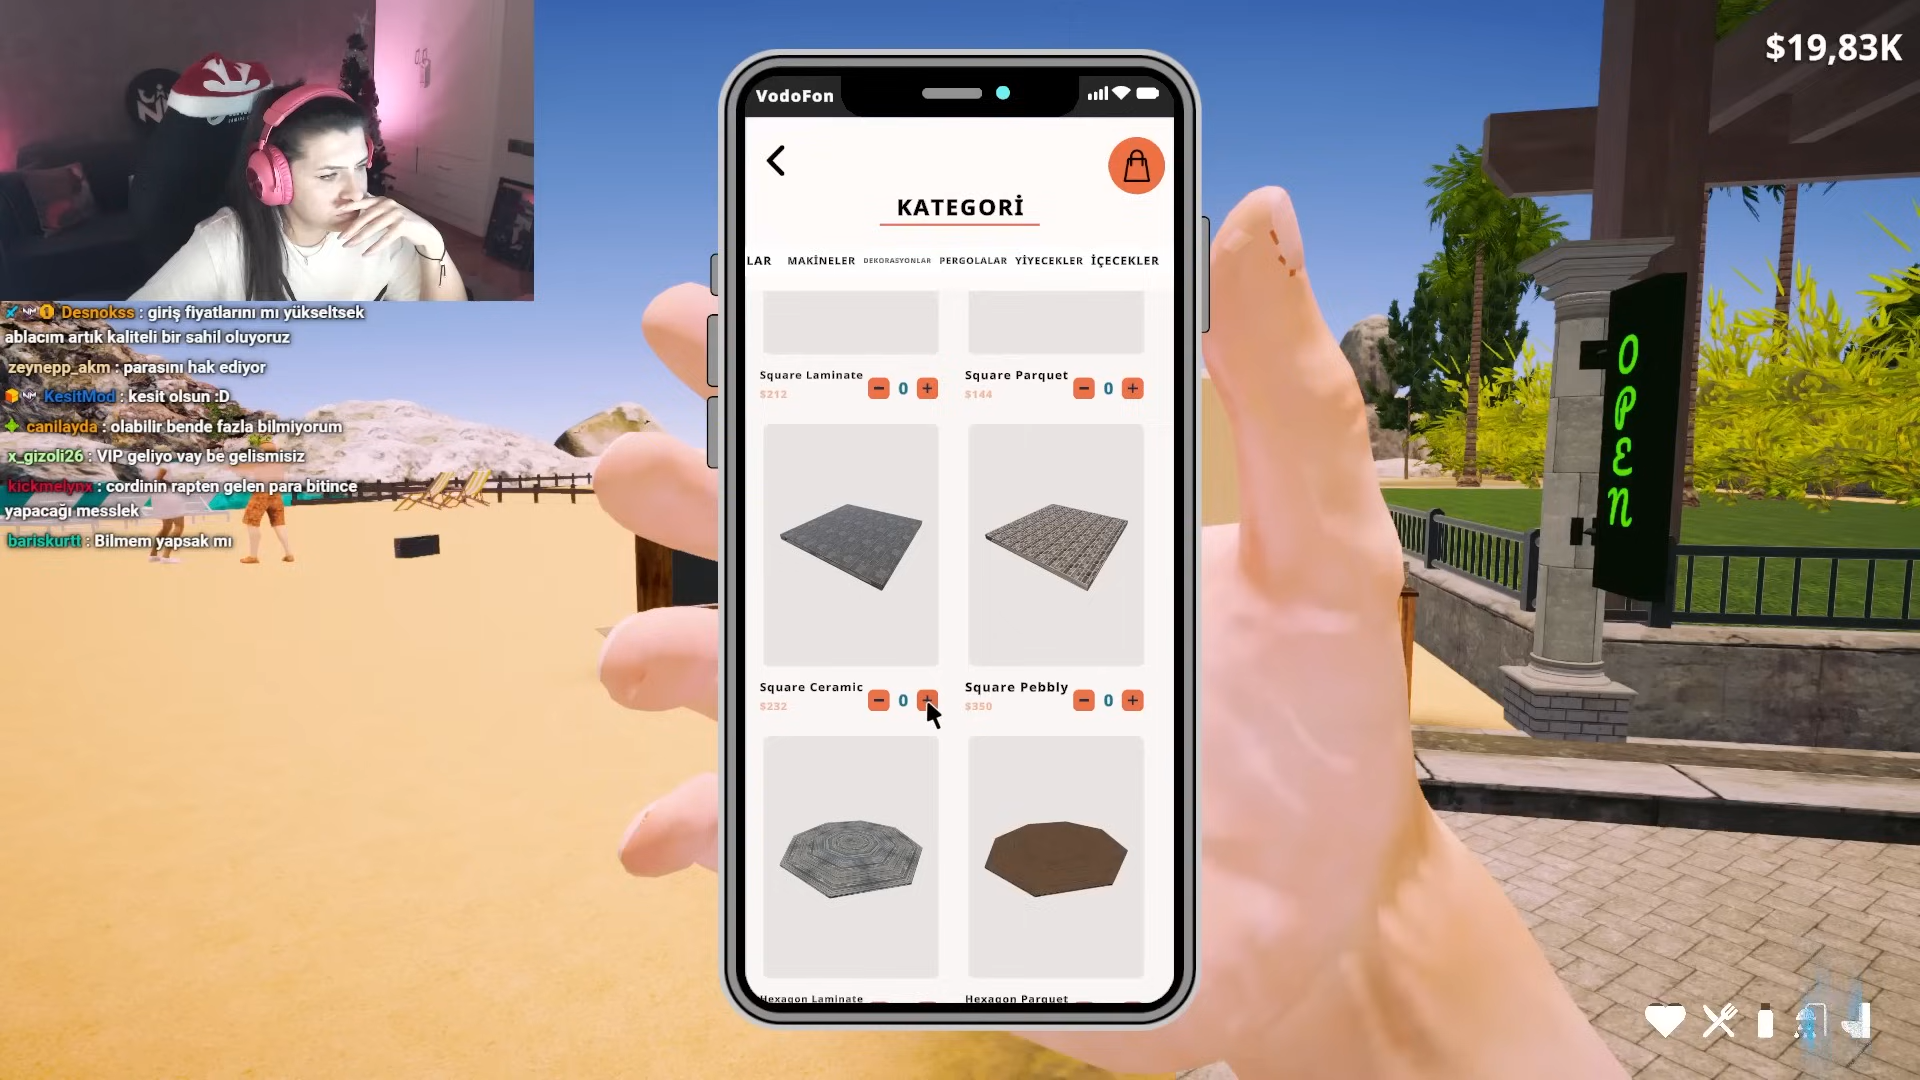 $19,83K
VodoFon
KATEGORİ
LAR MAKİNELER DEKORASYONLAR PERGOLALAR YİYECEKLER İÇECEKLER
Square Laminate
$212
- 0 +
Square Parquet
$144
- 0 +
Square Ceramic
$232
- 0 +
Square Pebbly
$350
- 0 +
Hexagon Laminate
Hexagon Parquet
Desnokss : giriş fiyatlarını mı yükseltsek
ablacım artık kaliteli bir sahil oluyoruz
zeynepp_akm : parasını hak ediyor
KesitMod : kesit olsun :D
canilayda : olabilir bende fazla bilmiyorum
x_gizoli26 : VIP geliyo vay be gelismisiz
kickmelynx : cordinin rapten gelen para bitince
yapacağı messlek
bariskurtt : Bilmem yapsak mı
OPEN